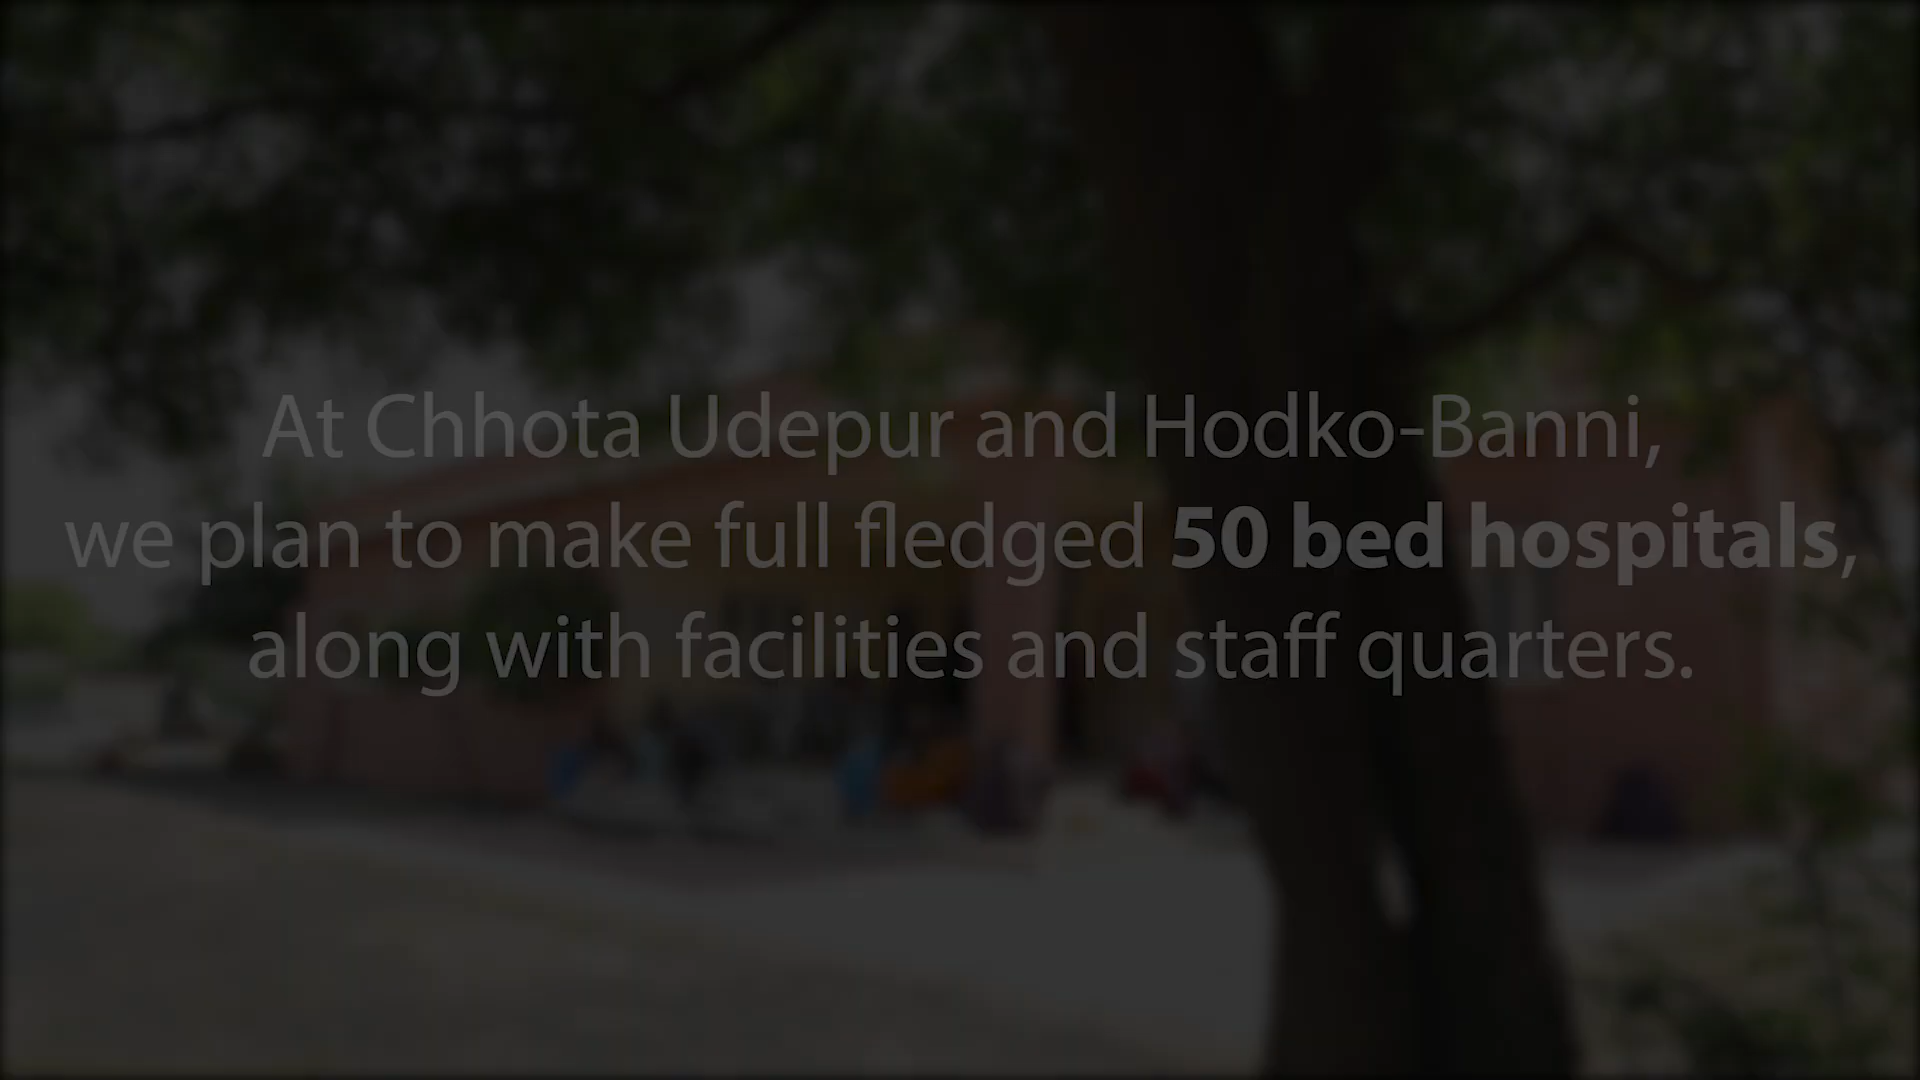 At Chhota Udepur and Hodko-Banni,
we plan to make full fledged 50 bed hospitals,
along with facilities and staff quarters.